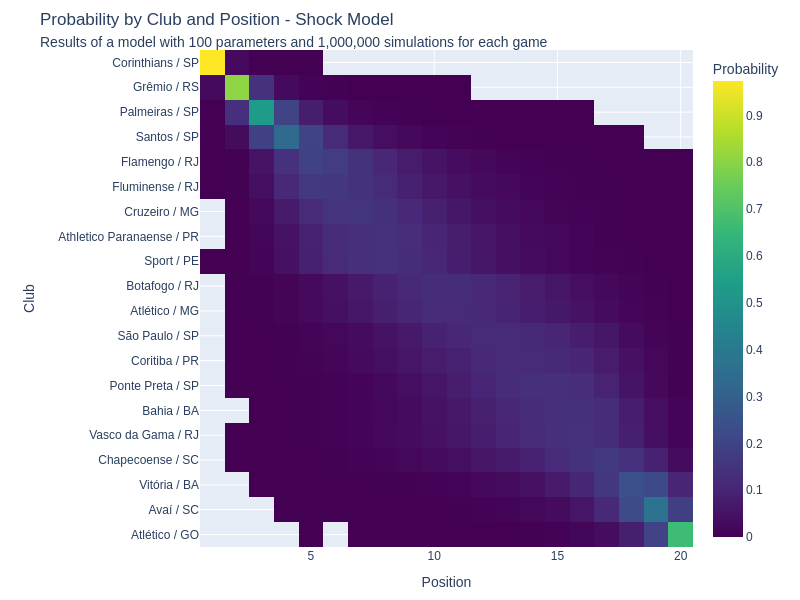 Probability by Club and Position - Shock Model
Results of a model with 100 parameters and 1,000,000 simulations for each game
Probability
Club
Corinthians / SP
Grêmio / RS
Palmeiras / SP
Santos / SP
Flamengo / RJ
Fluminense / RJ
Cruzeiro / MG
Athletico Paranaense / PR
Sport / PE
Botafogo / RJ
Atlético / MG
São Paulo / SP
Coritiba / PR
Ponte Preta / SP
Bahia / BA
Vasco da Gama / RJ
Chapecoense / SC
Vitória / BA
Avaí / SC
Atlético / GO
5
10
15
20
Position
0.9
0.8
0.7
0.6
0.5
0.4
0.3
0.2
0.1
0